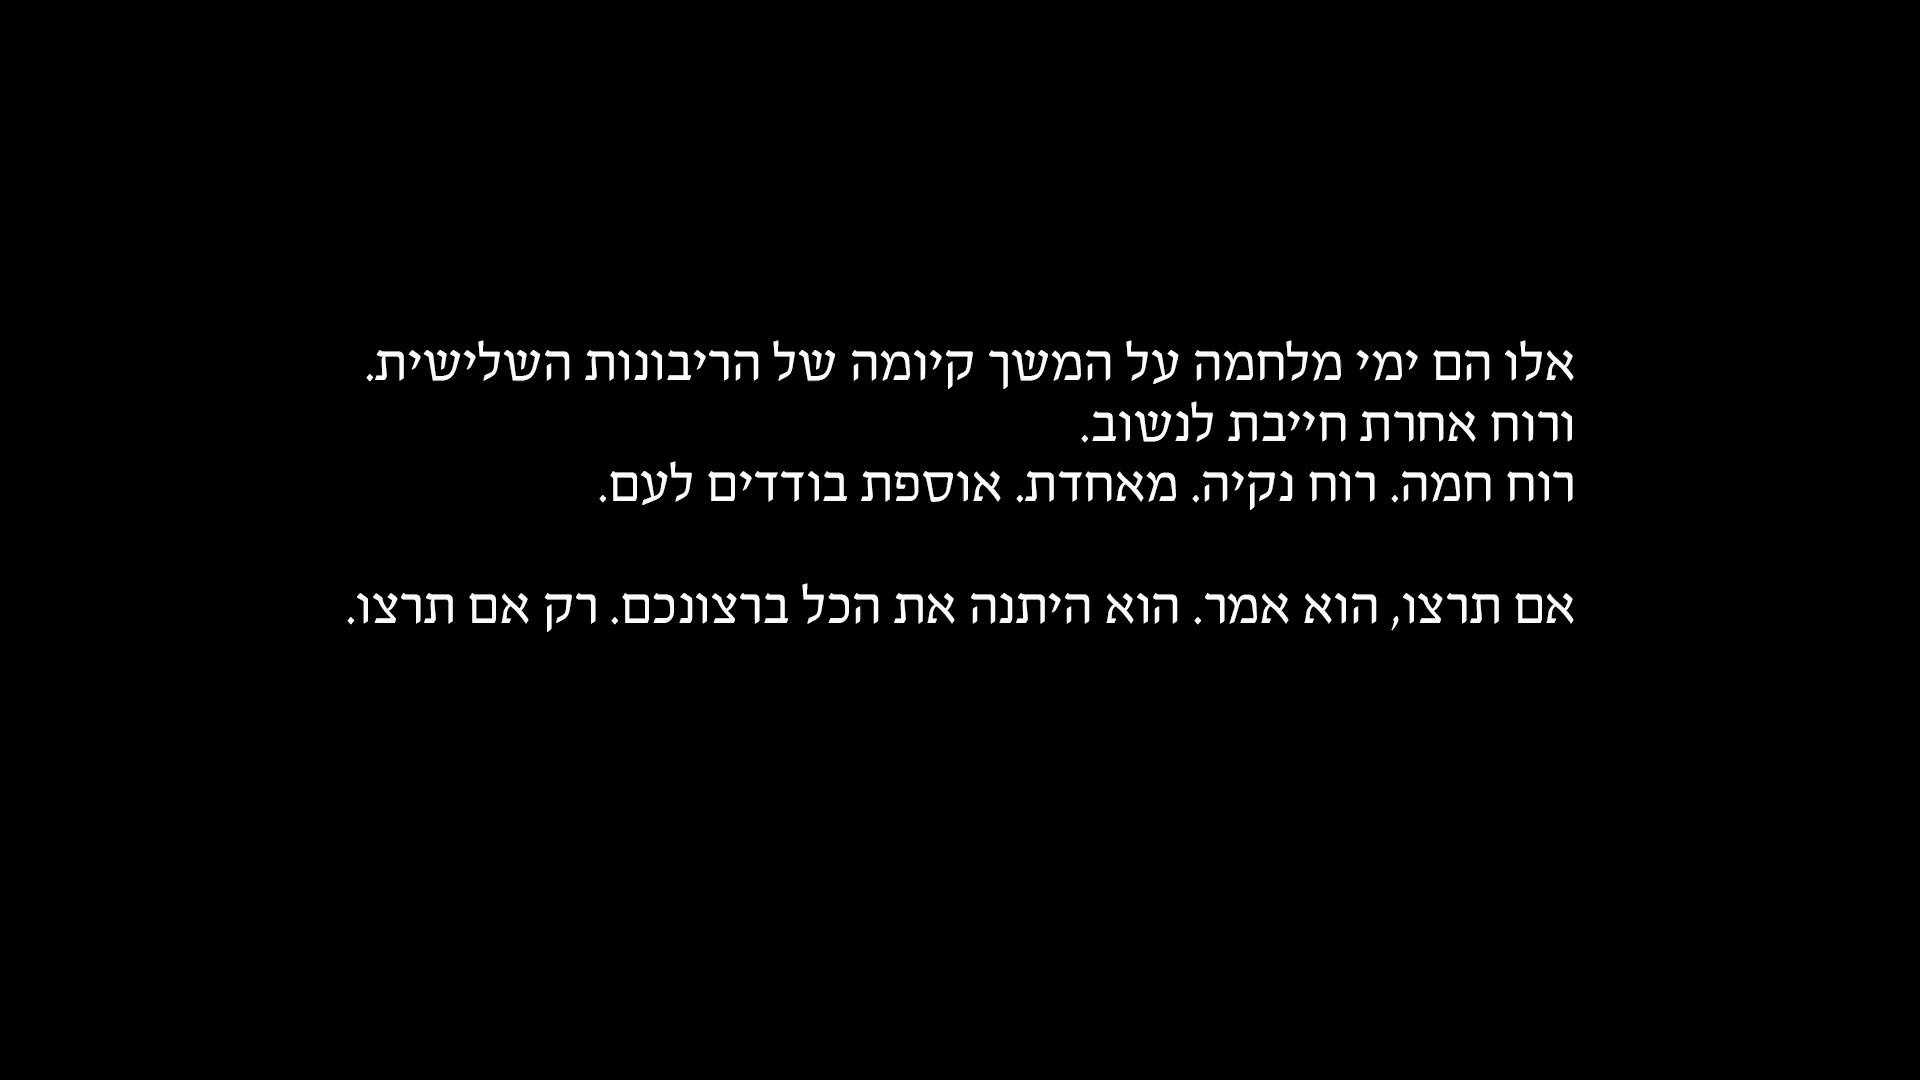 אלו הם ימי מלחמה על המשך קיומה של הריבונות השלישית.
ורוח אחרת חייבת לנשוב.
רוח חמה. רוח נקיה. מאחדת. אוספת בודדים לעם.
אם תרצו, הוא אמר. הוא היתנה את הכל ברצונכם. רק אם תרצו.